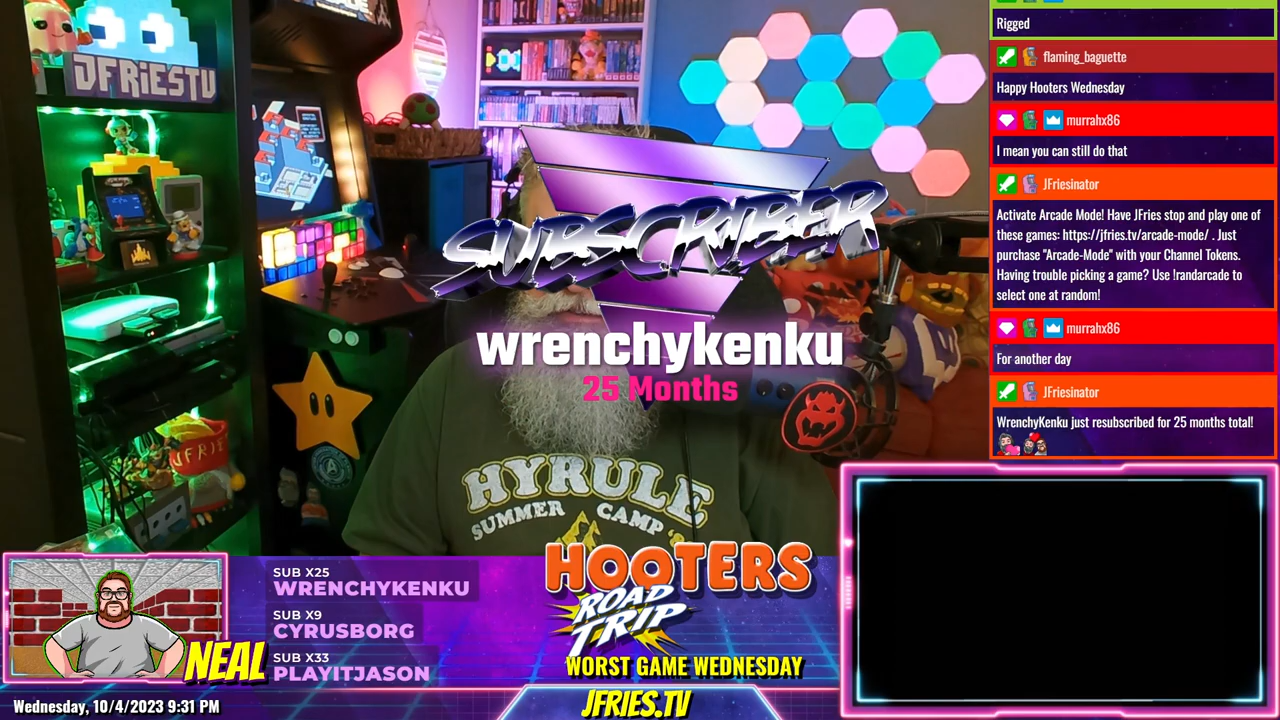 JFRIESTV
SUBSCRIBER
wrenchykenku
25 Months
HYRULE
SUMMER CAMP
JFRIE
Rigged
flaming_baguette
Happy Hooters Wednesday
murrahx86
I mean you can still do that
JFriesinator
Activate Arcade Mode! Have JFries stop and play one of
these games: https://jfries.tv/arcade-mode/ . Just
purchase "Arcade-Mode" with your Channel Tokens.
Having trouble picking a game? Use !randarcade to
select one at random!
murrahx86
For another day
JFriesinator
WrenchyKenku just resubscribed for 25 months total!
NEAL
SUB X25
WRENCHYKENKU
SUB X9
CYRUSBORG
SUB X33
PLAYITJASON
HOOTERS
ROAD
TRIP
WORST GAME WEDNESDAY
JFRIES.TV
Wednesday, 10/4/2023 9:31 PM